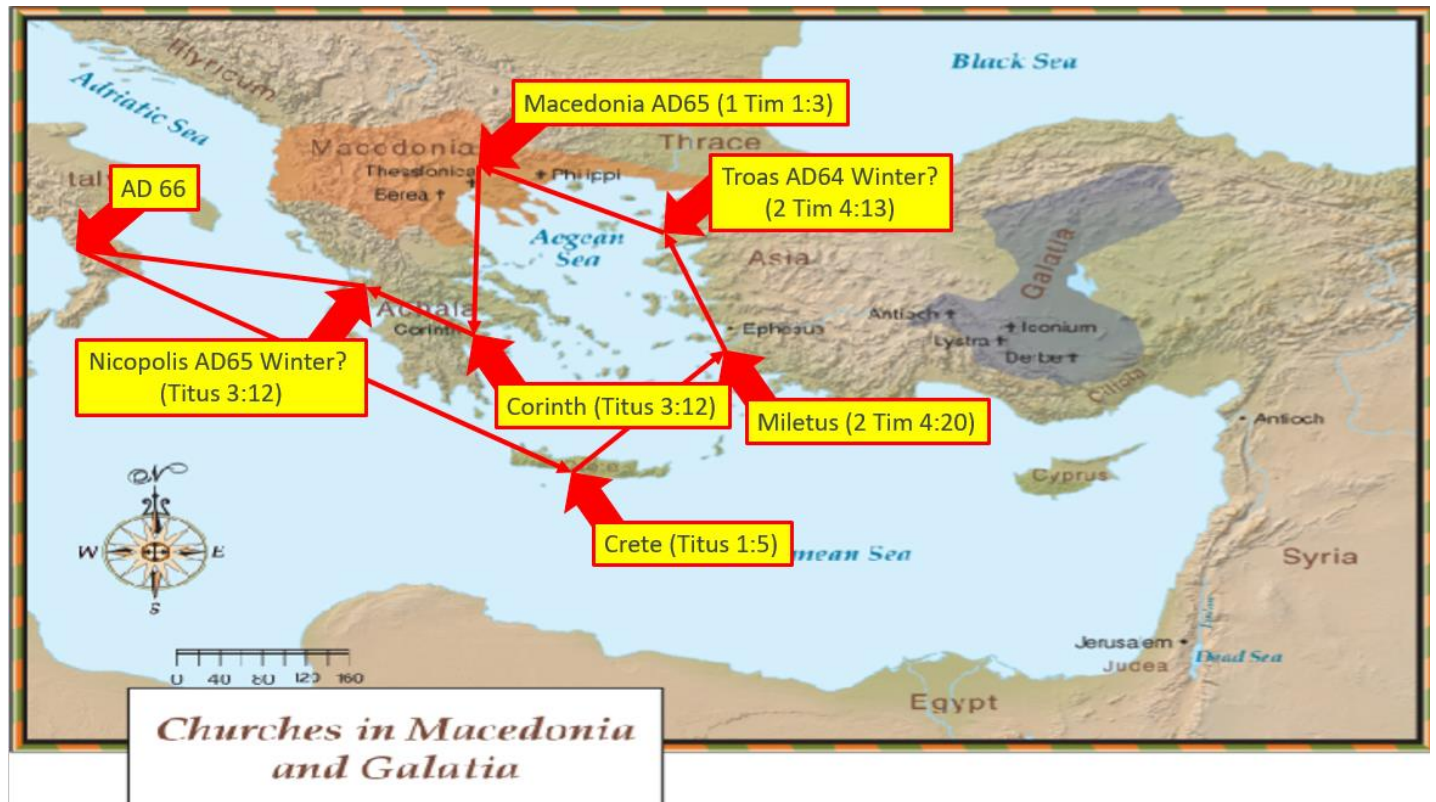 Illyricum
Black Sea
Adriatic Sea
Macedonia AD65 (1 Tim 1:3)
Macedonia
Thrace
Thessalonica
Philippi
Berea
Italy
AD 66
Troas AD64 Winter?
(2 Tim 4:13)
Aegean
Sea
Asia
Galatia
Achaia
Corinth
Ephesus
Antioch
Iconium
Lystra
Derbe
Cilicia
Nicopolis AD65 Winter?
(Titus 3:12)
Corinth (Titus 3:12)
Miletus (2 Tim 4:20)
Antioch
Cyprus
Crete (Titus 1:5)
nean Sea
Syria
N
W
E
S
0 40 80 120 160
Jerusalem
Judea
Dead Sea
Egypt
Churches in Macedonia
and Galatia